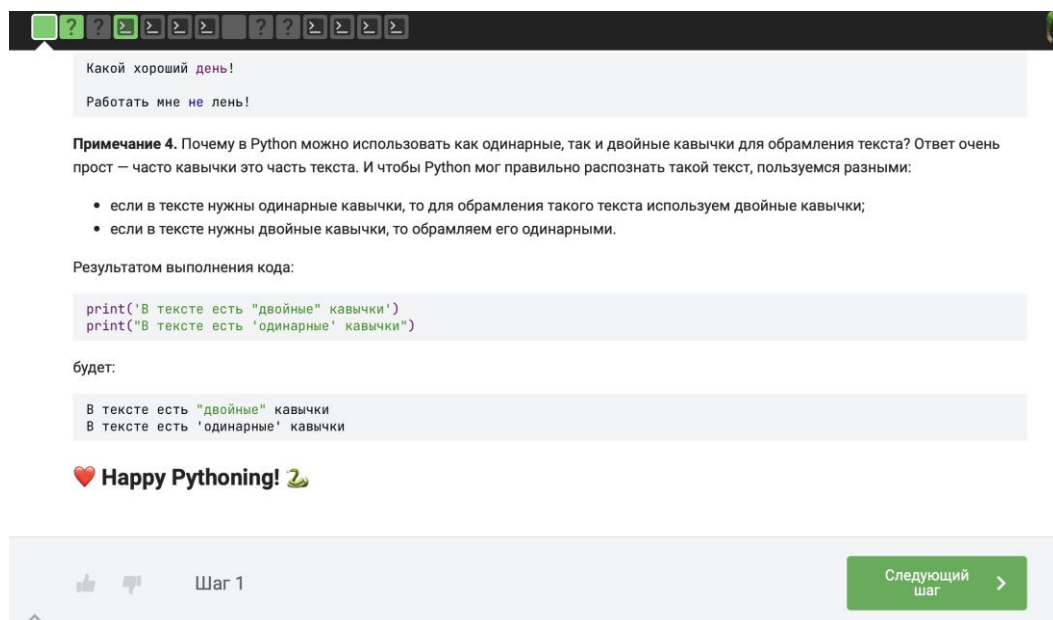 Какой хороший день!
Работать мне не лень!
Примечание 4. Почему в Python можно использовать как одинарные, так и двойные кавычки для обрамления текста? Ответ очень
прост — часто кавычки это часть текста. И чтобы Python мог правильно распознать такой текст, пользуемся разными:
• если в тексте нужны одинарные кавычки, то для обрамления такого текста используем двойные кавычки;
• если в тексте нужны двойные кавычки, то обрамляем его одинарными.
Результатом выполнения кода:
print('В тексте есть "двойные" кавычки')
print("В тексте есть 'одинарные' кавычки")
будет:
В тексте есть "двойные" кавычки
В тексте есть 'одинарные' кавычки
❤️ Happy Pythoning! 🐍
Шаг 1
Следующий
шаг